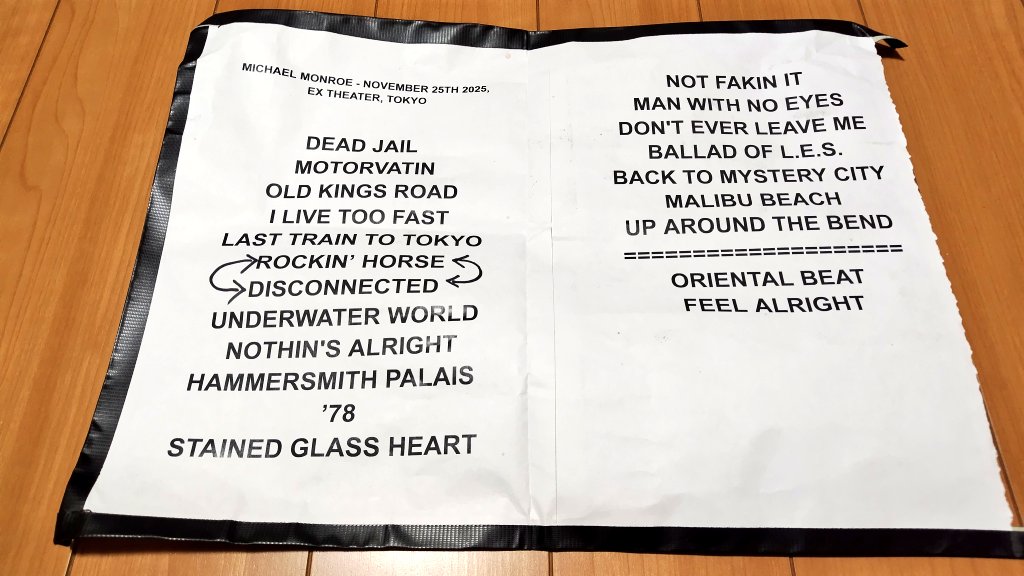 MICHAEL MONROE - NOVEMBER 25TH 2025,
EX THEATER, TOKYO
DEAD JAIL
MOTORVATIN
OLD KINGS ROAD
I LIVE TOO FAST
LAST TRAIN TO TOKYO
ROCKIN’ HORSE
DISCONNECTED
UNDERWATER WORLD
NOTHIN'S ALRIGHT
HAMMERSMITH PALAIS
’78
STAINED GLASS HEART
NOT FAKIN IT
MAN WITH NO EYES
DON'T EVER LEAVE ME
BALLAD OF L.E.S.
BACK TO MYSTERY CITY
MALIBU BEACH
UP AROUND THE BEND
====================
ORIENTAL BEAT
FEEL ALRIGHT